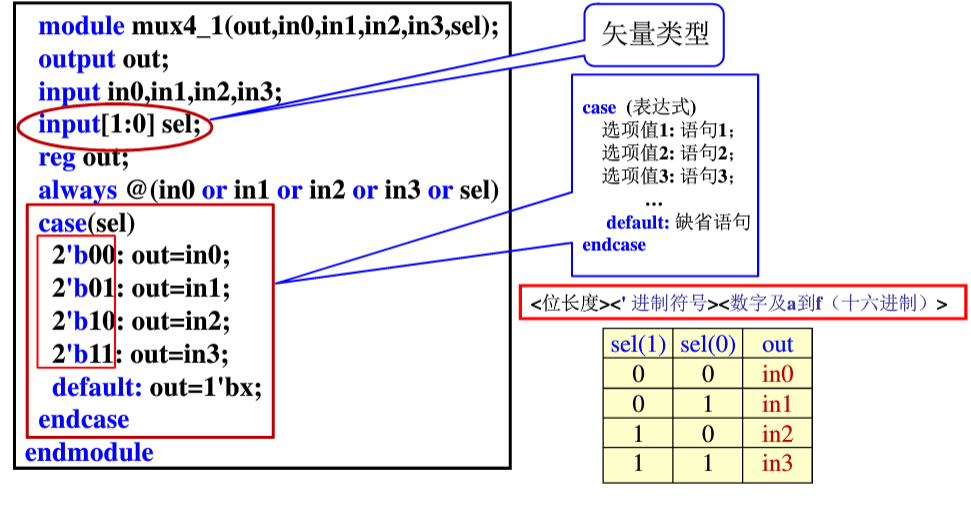 module mux4_1(out,in0,in1,in2,in3,sel);
output out;
input in0,in1,in2,in3;
input[1:0] sel;
reg out;
always @(in0 or in1 or in2 or in3 or sel)
case(sel)
2'b00: out=in0;
2'b01: out=in1;
2'b10: out=in2;
2'b11: out=in3;
default: out=1'bx;
endcase
endmodule
矢量类型
case (表达式)
选项值1: 语句1;
选项值2: 语句2;
选项值3: 语句3;
...
default: 缺省语句
endcase
<位长度><' 进制符号><数字及a到f（十六进制）>
sel(1) sel(0) out
0 0 in0
0 1 in1
1 0 in2
1 1 in3